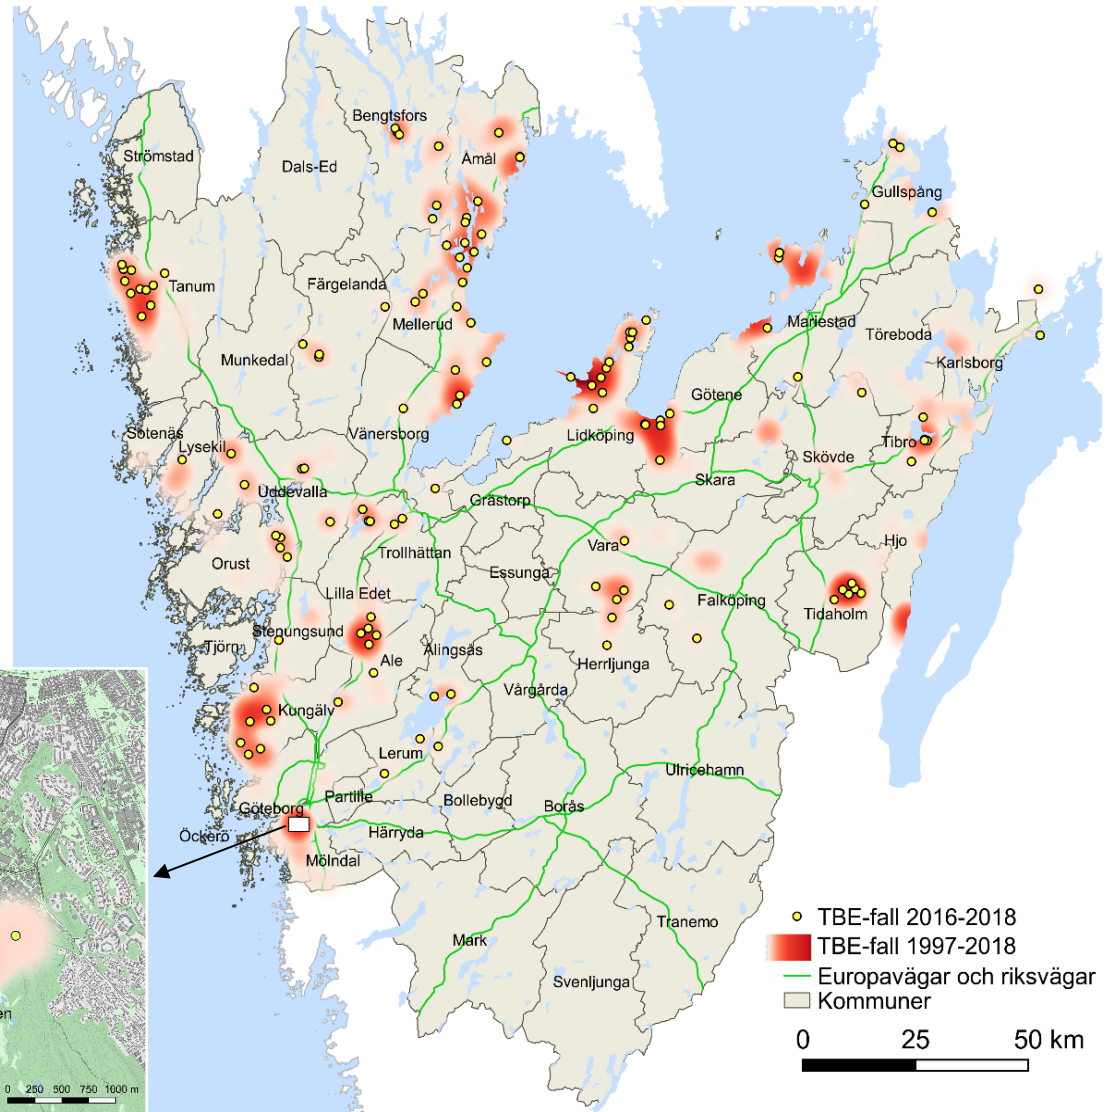 Bengtsfors
Strömstad
Dals-Ed
Åmål
Gullspång
Tanum
Färgelanda
Mellerud
Mariestad
Töreboda
Munkedal
Karlsborg
Götene
Sotenäs
Lysekil
Vänersborg
Lidköping
Tibro
Skövde
Skara
Uddevalla
Grästorp
Hjo
Vara
Trollhättan
Orust
Essunga
Lilla Edet
Falköping
Tidaholm
Stenungsund
Tjörn
Ale
Alingsås
Herrljunga
Vårgårda
Kungälv
Lerum
Ulricehamn
Partille
Bollebygd
Borås
Göteborg
Öckerö
Härryda
Mölndal
Tranemo
Mark
Svenljunga
en
0 250 500 750 1000 m
TBE-fall 2016-2018
TBE-fall 1997-2018
Europavägar och riksvägar
Kommuner
0 25 50 km